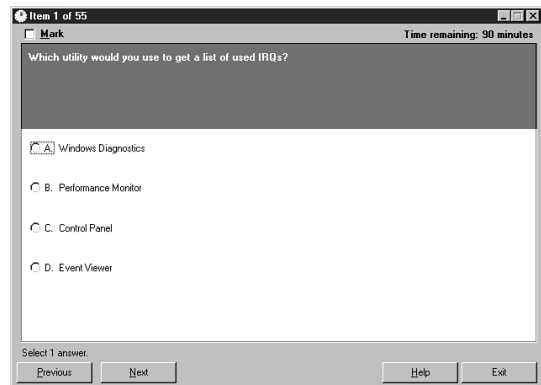 Item 1 of 55
Mark
Time remaining: 90 minutes
Which utility would you use to get a list of used IRQs?
A. Windows Diagnostics
B. Performance Monitor
C. Control Panel
D. Event Viewer
Select 1 answer.
Previous
Next
Help
Exit